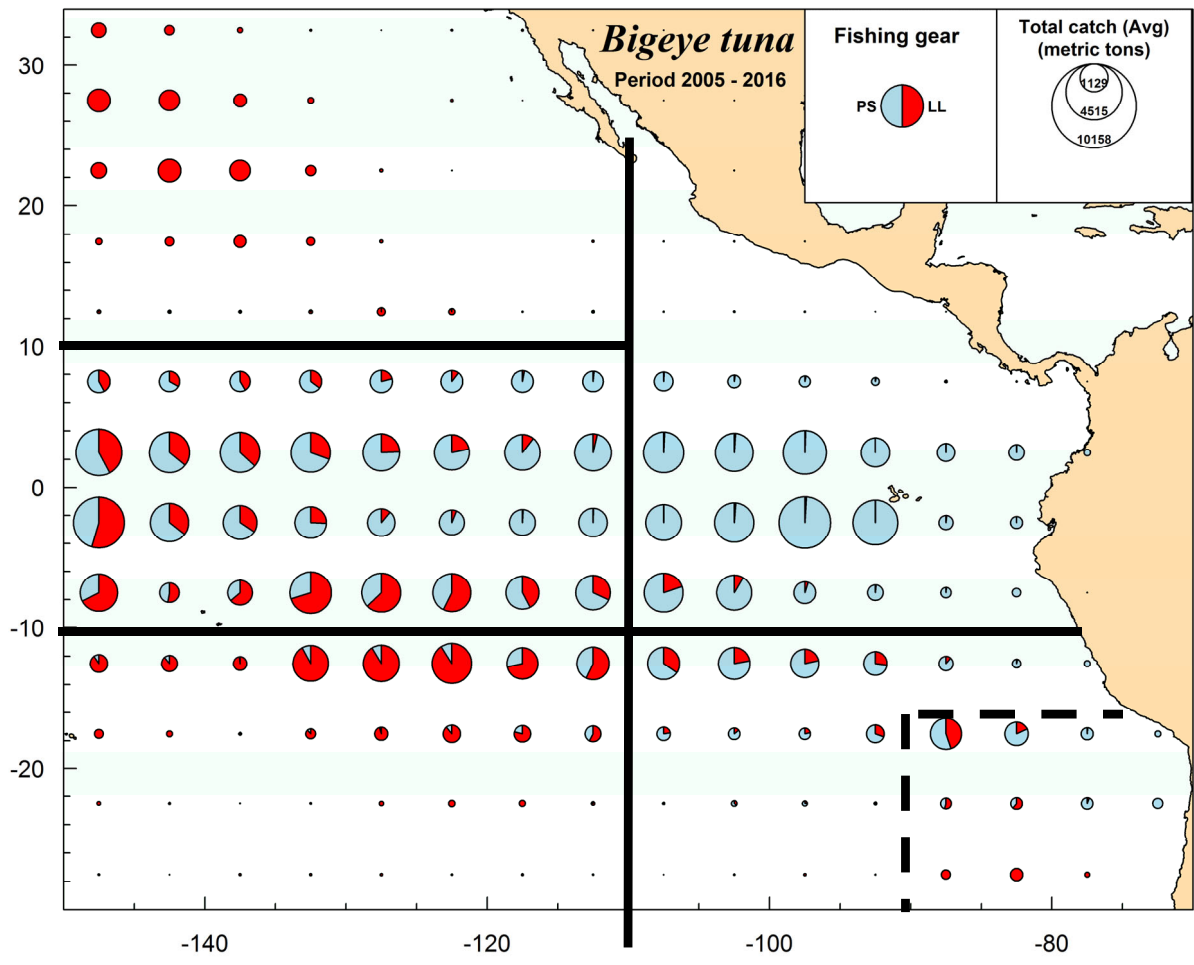 Bigeye tuna
Period 2005 - 2016
Fishing gear
PS
LL
Total catch (Avg)
(metric tons)
1129
4515
10158
30
20
10
0
-10
-20
-140
-120
-100
-80